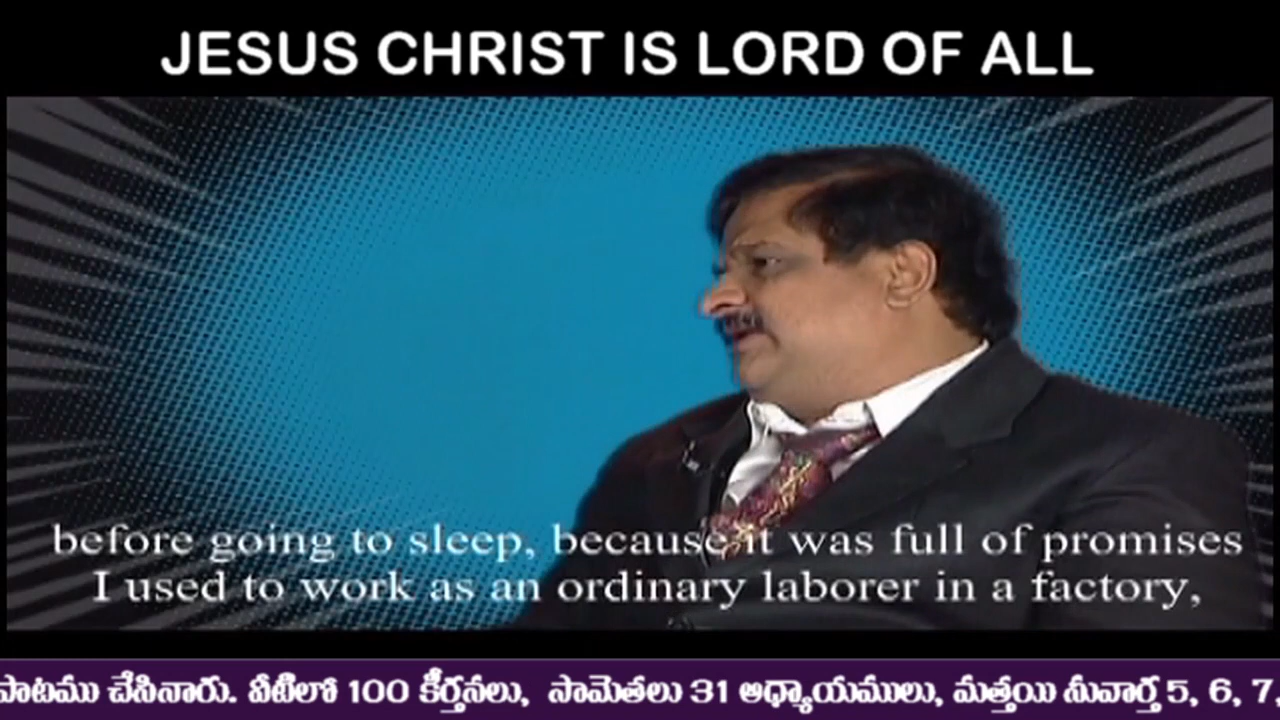 JESUS CHRIST IS LORD OF ALL
before going to sleep, because it was full of promises
I used to work as an ordinary laborer in a factory,
పాటము చేసినారు. వీటిలో 100 కీర్తనలు, సామెతలు 31 అధ్యాయములు, మత్తయి సువార్త 5, 6, 7,